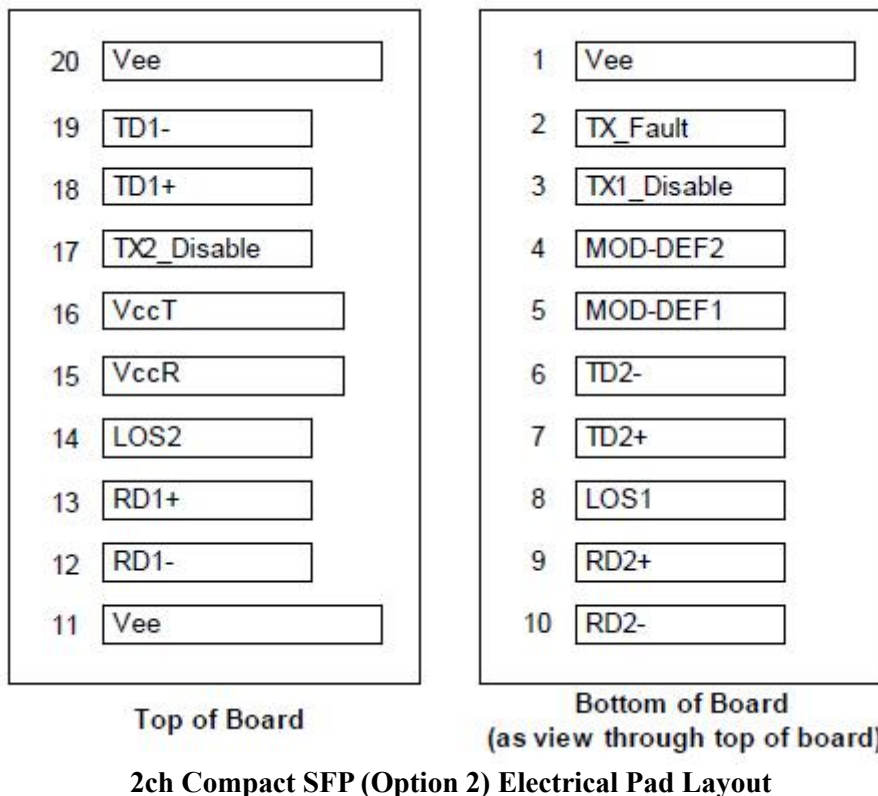 20 Vee
19 TD1-
18 TD1+
17 TX2_Disable
16 VccT
15 VccR
14 LOS2
13 RD1+
12 RD1-
11 Vee
Top of Board
1 Vee
2 TX_Fault
3 TX1_Disable
4 MOD-DEF2
5 MOD-DEF1
6 TD2-
7 TD2+
8 LOS1
9 RD2+
10 RD2-
Bottom of Board
(as view through top of board)
2ch Compact SFP (Option 2) Electrical Pad Layout